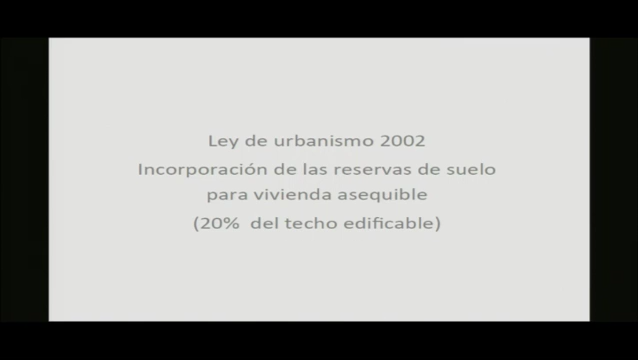 Ley de urbanismo 2002
Incorporación de las reservas de suelo
para vivienda asequible
(20%  del techo edificable)